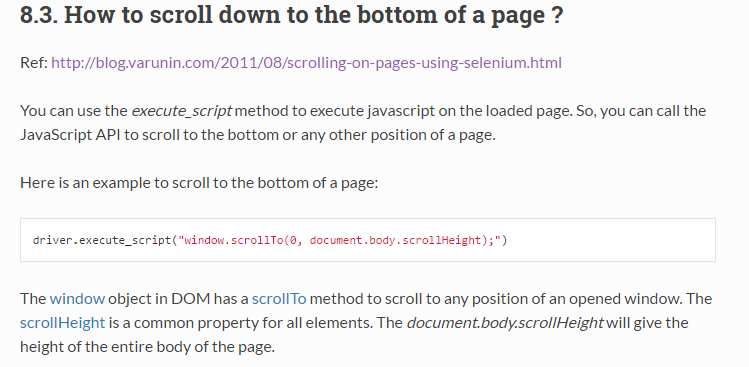 8.3. How to scroll down to the bottom of a page ?
Ref: http://blog.varunin.com/2011/08/scrolling-on-pages-using-selenium.html
You can use the execute_script method to execute javascript on the loaded page. So, you can call the
JavaScript API to scroll to the bottom or any other position of a page.
Here is an example to scroll to the bottom of a page:
driver.execute_script("window.scrollTo(0, document.body.scrollHeight);")
The window object in DOM has a scrollTo method to scroll to any position of an opened window. The
scrollHeight is a common property for all elements. The document.body.scrollHeight will give the
height of the entire body of the page.